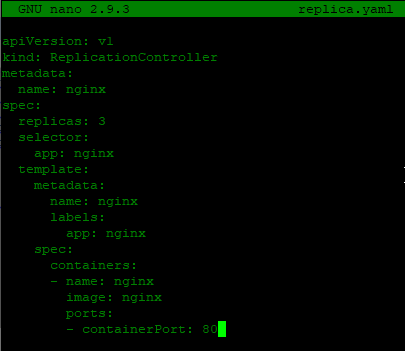 GNU nano 2.9.3 replica.yaml
apiVersion: v1
kind: ReplicationController
metadata:
  name: nginx
spec:
  replicas: 3
  selector:
    app: nginx
  template:
    metadata:
      name: nginx
      labels:
        app: nginx
    spec:
      containers:
      - name: nginx
        image: nginx
        ports:
        - containerPort: 80